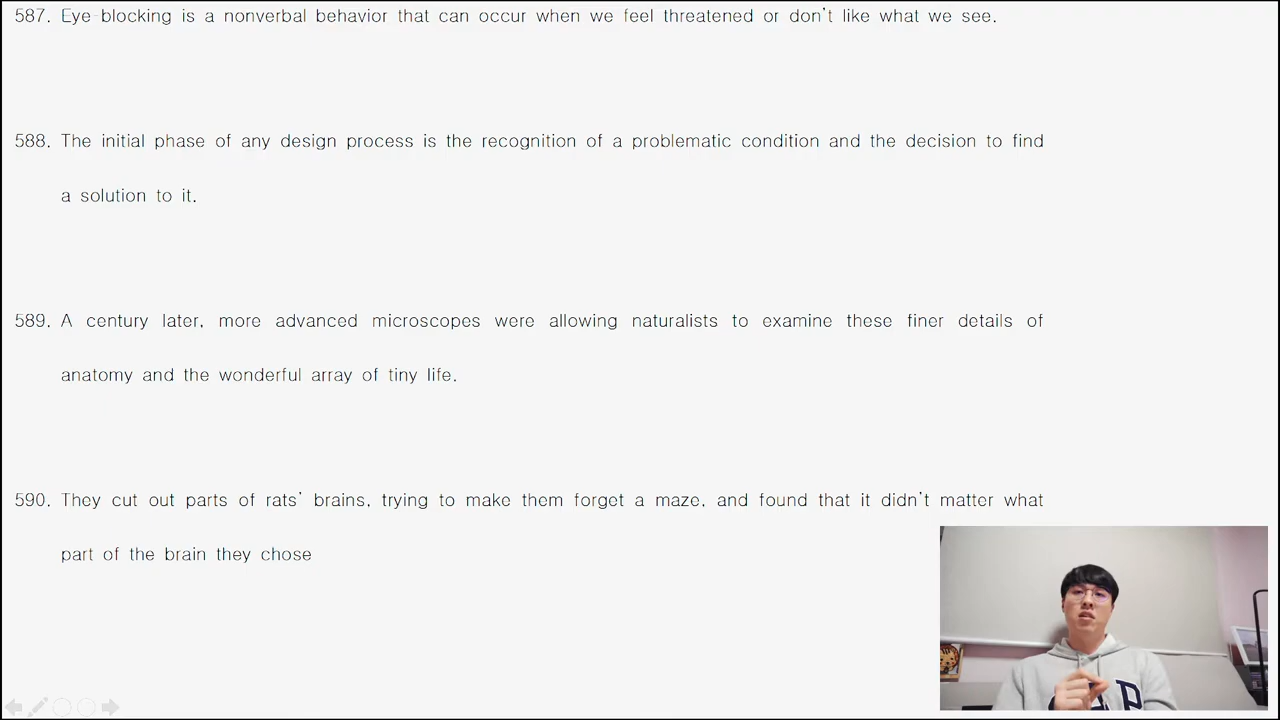 587. Eye-blocking is a nonverbal behavior that can occur when we feel threatened or don't like what we see.
588. The initial phase of any design process is the recognition of a problematic condition and the decision to find
a solution to it.
589. A century later, more advanced microscopes were allowing naturalists to examine these finer details of
anatomy and the wonderful array of tiny life.
590. They cut out parts of rats' brains, trying to make them forget a maze, and found that it didn't matter what
part of the brain they chose